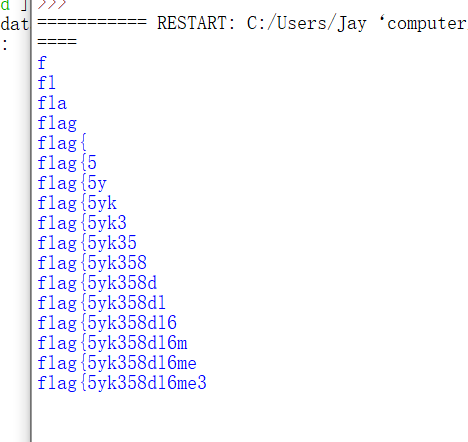 d ]
>>>
dat
=========== RESTART: C:/Users/Jay ‘computer
:
====
f
fl
fla
flag
flag{
flag{5
flag{5y
flag{5yk
flag{5yk3
flag{5yk35
flag{5yk358
flag{5yk358d
flag{5yk358dl
flag{5yk358dl6
flag{5yk358dl6m
flag{5yk358dl6me
flag{5yk358dl6me3